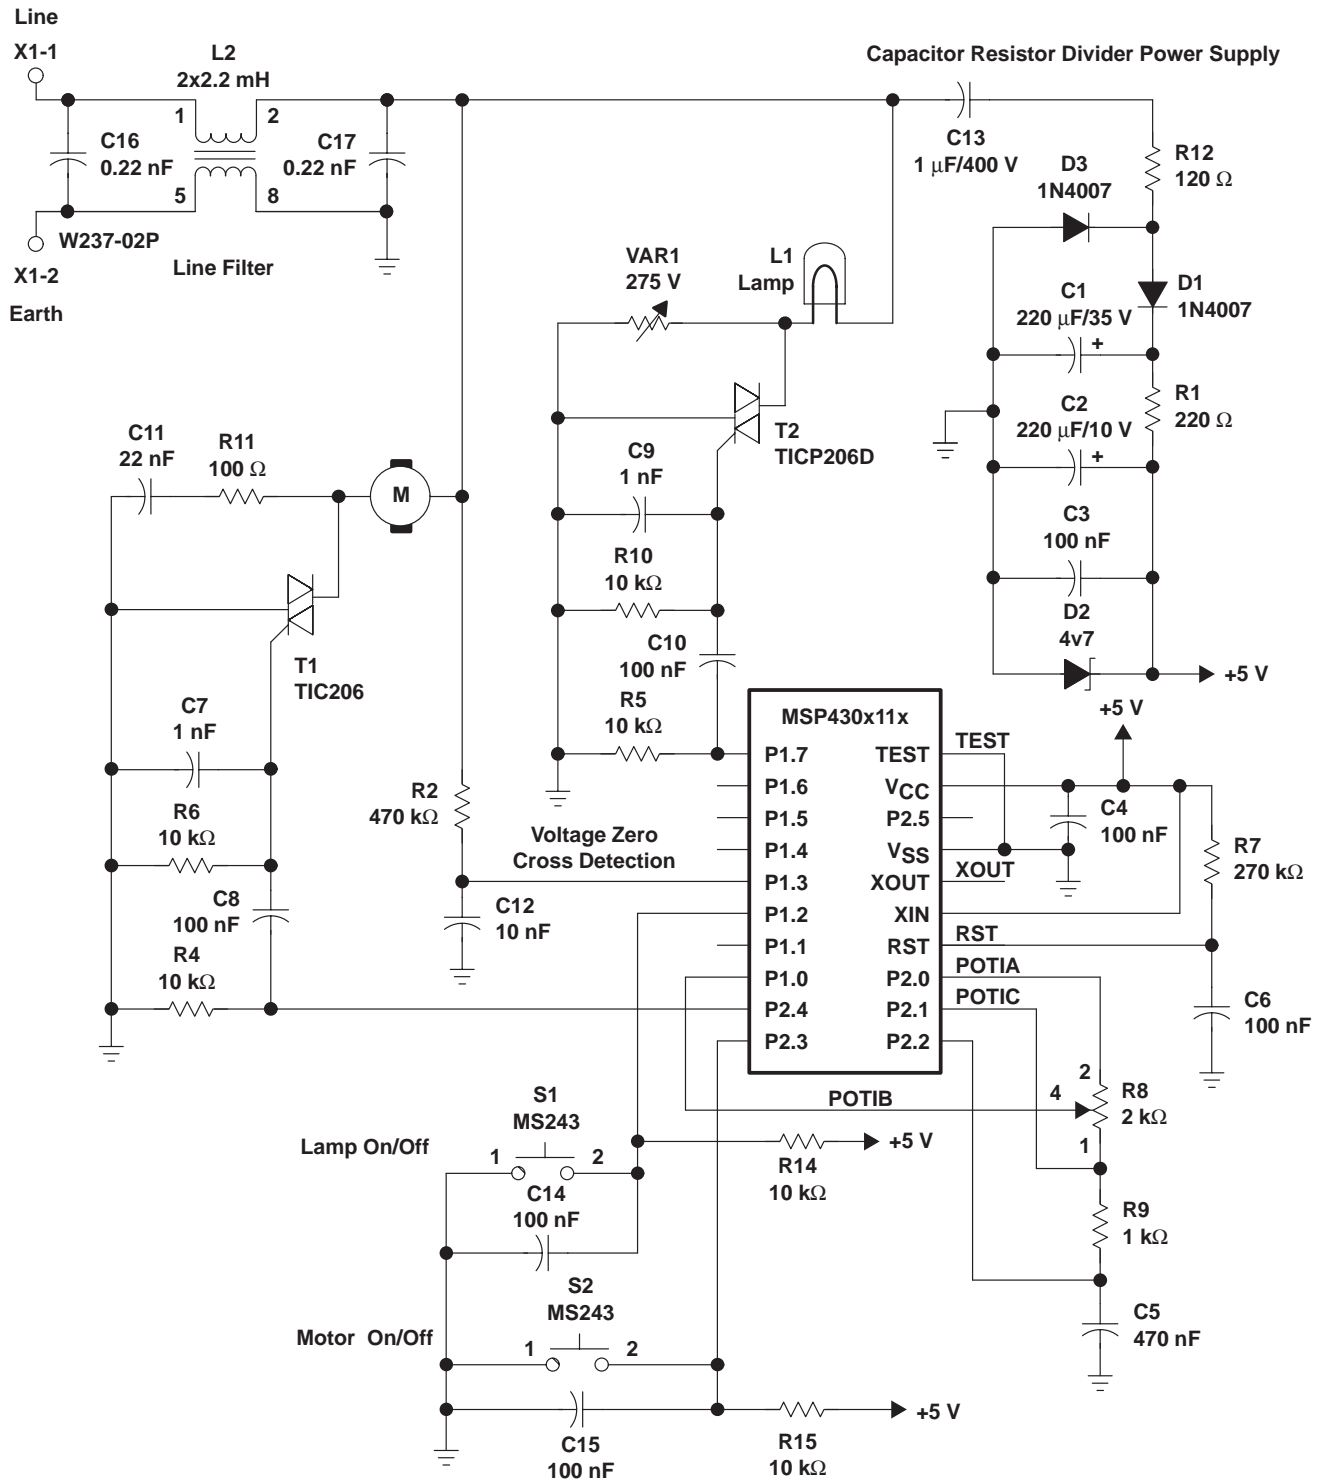 Line
X1-1
L2
2x2.2 mH
Capacitor Resistor Divider Power Supply
1
2
C16
0.22 nF
C17
0.22 nF
C13
1 μF/400 V
R12
120 Ω
D3
1N4007
5
8
W237-02P
X1-2
Earth
Line Filter
VAR1
275 V
L1
Lamp
D1
1N4007
C1
220 μF/35 V
+
R1
220 Ω
C2
220 μF/10 V
+
C11
22 nF
R11
100 Ω
M
T2
TICP206D
C9
1 nF
C3
100 nF
R10
10 kΩ
D2
4v7
+5 V
T1
TIC206
C10
100 nF
R5
10 kΩ
C7
1 nF
MSP430x11x
+5 V
P1.7
TEST
TEST
P1.6
VCC
P1.5
P2.5
P1.4
VSS
P1.3
XOUT
XOUT
P1.2
XIN
P1.1
RST
RST
P1.0
P2.0
POTIA
P2.4
P2.1
POTIC
P2.3
P2.2
R2
470 kΩ
Voltage Zero
Cross Detection
C4
100 nF
R7
270 kΩ
R6
10 kΩ
C8
100 nF
C12
10 nF
R4
10 kΩ
C6
100 nF
POTIB
2
4
R8
2 kΩ
1
S1
MS243
Lamp On/Off
1
2
+5 V
R14
10 kΩ
C14
100 nF
R9
1 kΩ
S2
MS243
Motor On/Off
1
2
C5
470 nF
+5 V
C15
100 nF
R15
10 kΩ